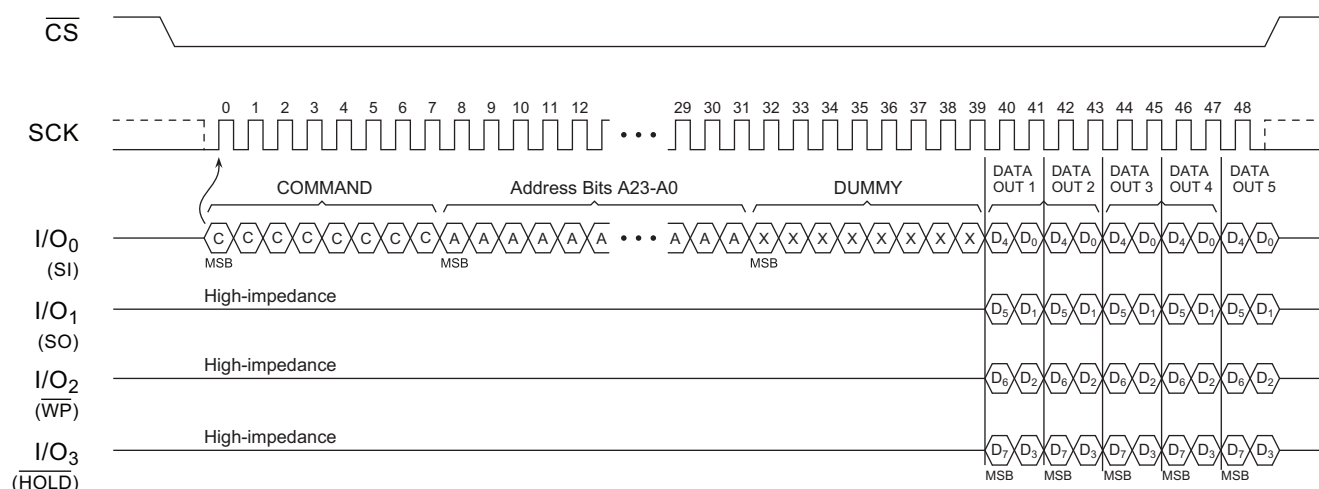 CS
SCK
0 1 2 3 4 5 6 7 8 9 10 11 12 29 30 31 32 33 34 35 36 37 38 39 40 41 42 43 44 45 46 47 48
COMMAND
Address Bits A23-A0
DUMMY
DATA OUT 1
DATA OUT 2
DATA OUT 3
DATA OUT 4
DATA OUT 5
I/O0
(SI)
C C C C C C C C A A A A A A A A A X X X X X X X X D4 D0 D4 D0 D4 D0 D4 D0 D4 D0
MSB MSB MSB
I/O1
(SO)
High-impedance
D5 D1 D5 D1 D5 D1 D5 D1 D5 D1
I/O2
(WP)
High-impedance
D6 D2 D6 D2 D6 D2 D6 D2 D6 D2
I/O3
(HOLD)
High-impedance
D7 D3 D7 D3 D7 D3 D7 D3 D7 D3
MSB MSB MSB MSB MSB